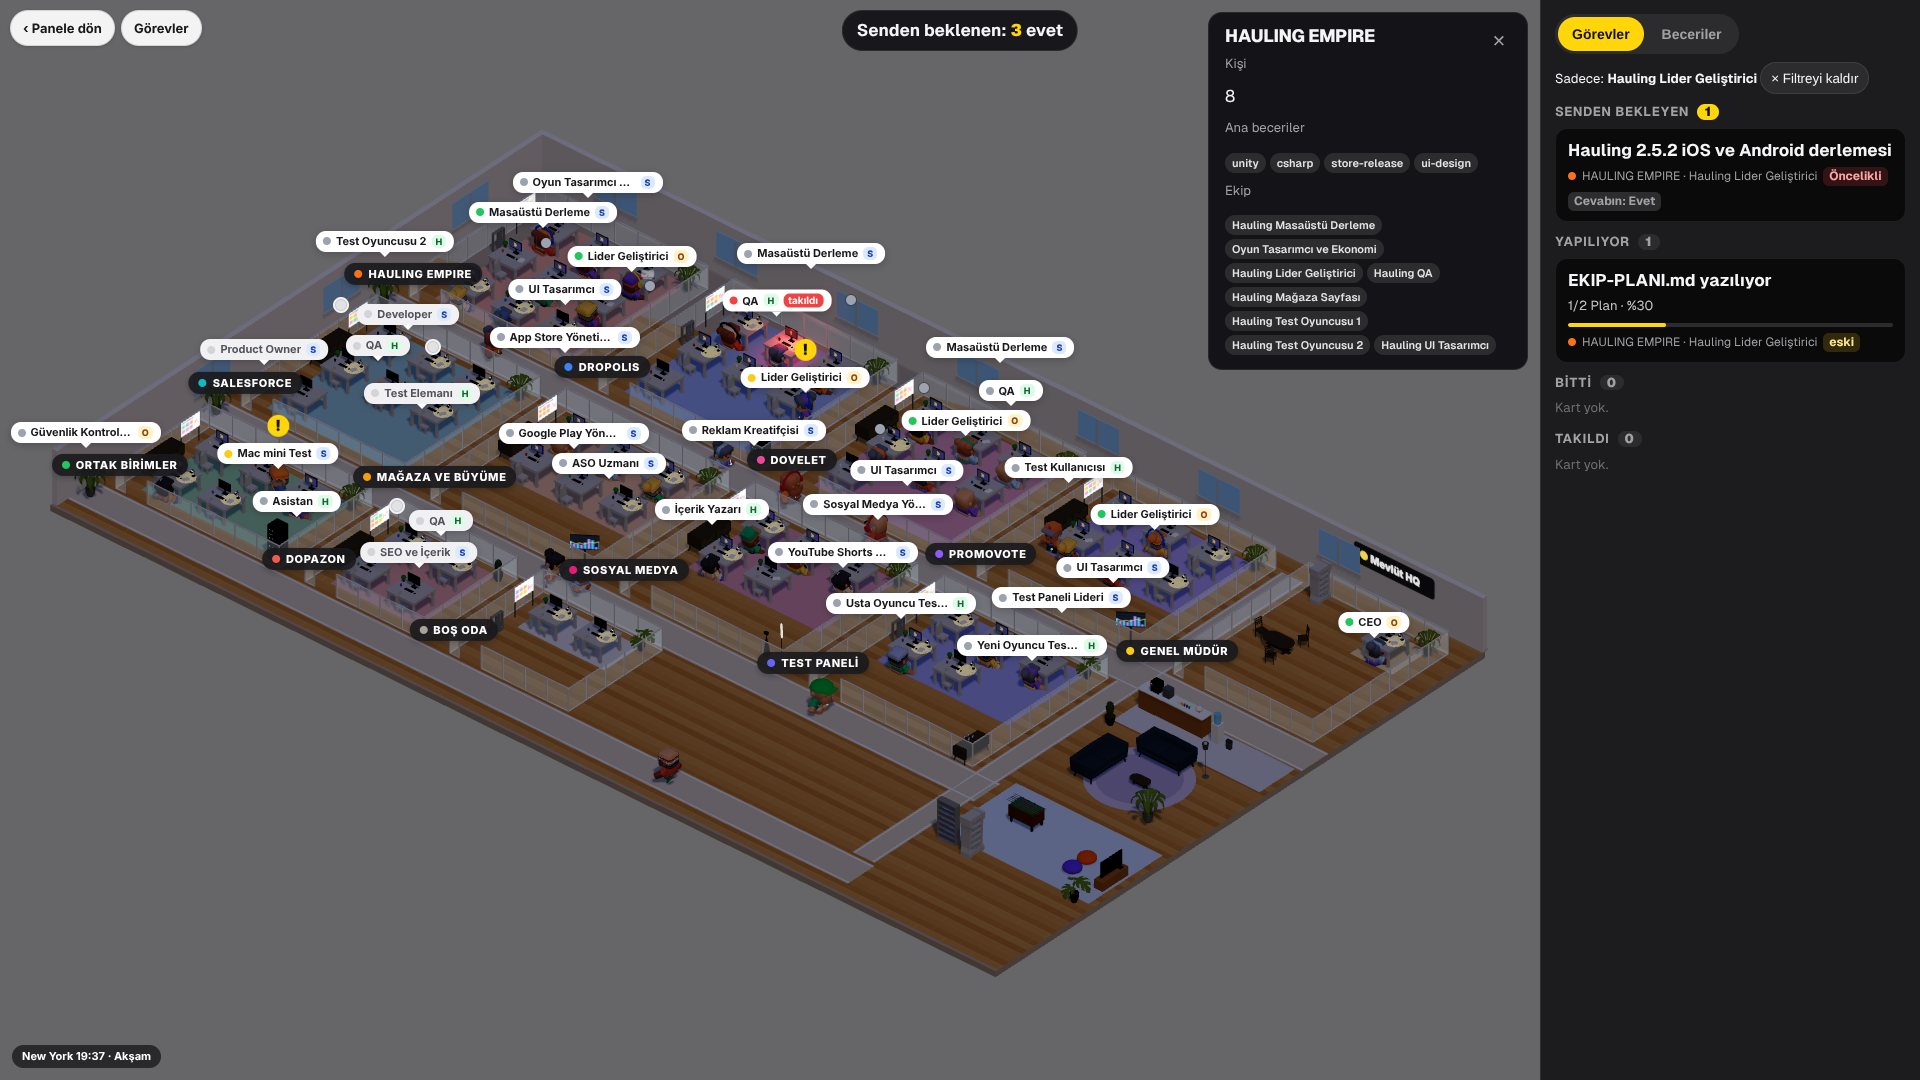 ‹ Panele dön
Görevler
Senden beklenen: 3 evet
Oyun Tasarımcı ... S
Masaüstü Derleme S
Test Oyuncusu 2 H
Lider Geliştirici O
Masaüstü Derleme S
HAULING EMPIRE
UI Tasarımcı S
QA H takıldı
Developer S
App Store Yöneti... S
QA H
Product Owner S
Masaüstü Derleme S
DROPOLIS
!
SALESFORCE
Lider Geliştirici O
Test Elemanı H
QA H
Lider Geliştirici O
!
Güvenlik Kontrol... O
Google Play Yön... S
Reklam Kreatifçisi S
Mac mini Test S
DOVELET
ORTAK BİRİMLER
ASO Uzmanı S
UI Tasarımcı S
Test Kullanıcısı H
MAĞAZA VE BÜYÜME
Asistan H
İçerik Yazarı H
Sosyal Medya Yö... S
Lider Geliştirici O
QA H
DOPAZON
SEO ve İçerik S
YouTube Shorts ... S
PROMOVOTE
SOSYAL MEDYA
UI Tasarımcı S
Mevlüt HQ
Usta Oyuncu Tes... H
Test Paneli Lideri S
CEO O
BOŞ ODA
Yeni Oyuncu Tes... H
GENEL MÜDÜR
TEST PANELİ
New York 19:37 · Akşam
HAULING EMPIRE
×
Kişi
8
Ana beceriler
unity csharp store-release ui-design
Ekip
Hauling Masaüstü Derleme
Oyun Tasarımcı ve Ekonomi
Hauling Lider Geliştirici Hauling QA
Hauling Mağaza Sayfası
Hauling Test Oyuncusu 1
Hauling Test Oyuncusu 2 Hauling UI Tasarımcı
Görevler Beceriler
Sadece: Hauling Lider Geliştirici × Filtreyi kaldır
SENDEN BEKLEYEN 1
Hauling 2.5.2 iOS ve Android derlemesi
HAULING EMPIRE · Hauling Lider Geliştirici Öncelikli
Cevabın: Evet
YAPILIYOR 1
EKIP-PLANI.md yazılıyor
1/2 Plan · %30
HAULING EMPIRE · Hauling Lider Geliştirici eski
BİTTİ 0
Kart yok.
TAKILDI 0
Kart yok.